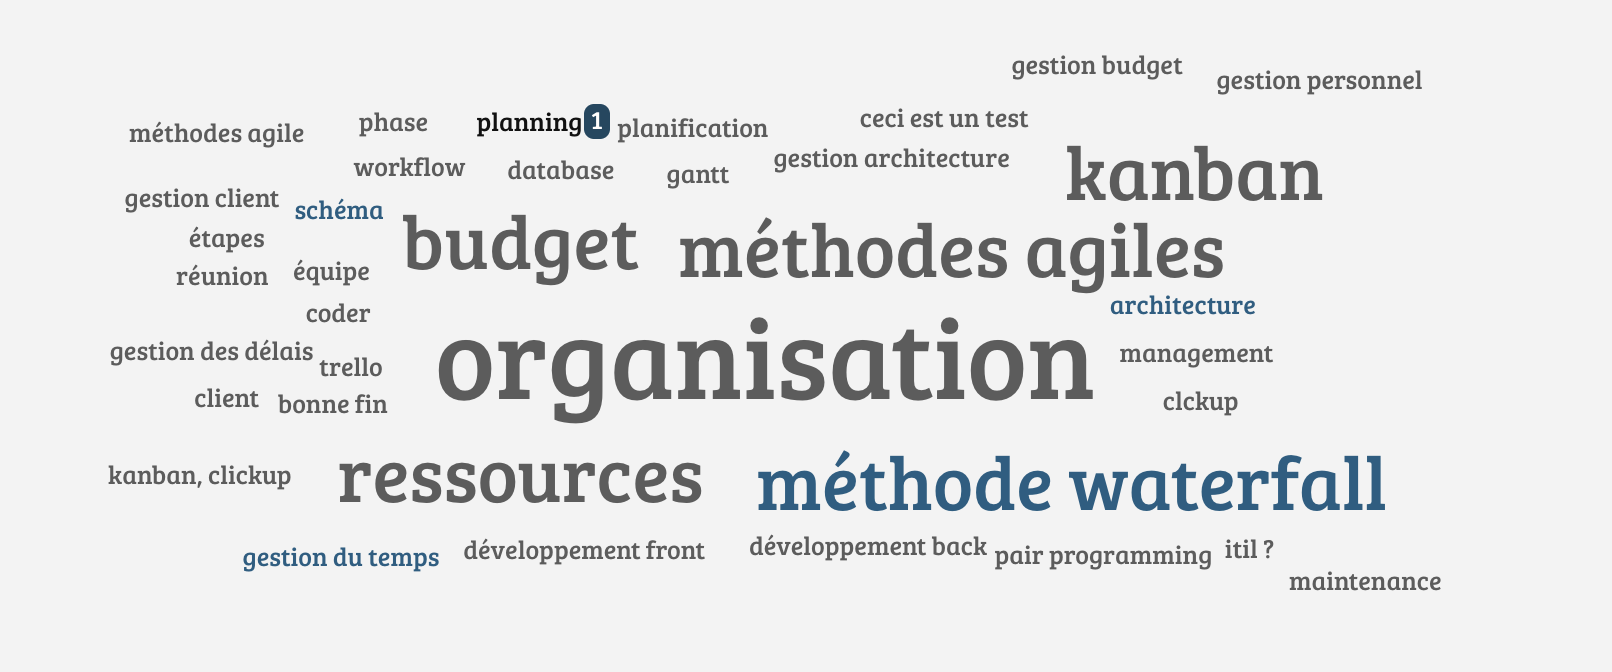 gestion budget
gestion personnel
méthodes agile
phase
planning 1
planification
ceci est un test
workflow
database
gantt
gestion architecture
kanban
gestion client
schéma
étapes
budget
méthodes agiles
réunion
équipe
coder
architecture
gestion des délais
trello
organisation
management
client
bonne fin
clckup
kanban, clickup
ressources
méthode waterfall
gestion du temps
développement front
développement back
pair programming
itil ?
maintenance